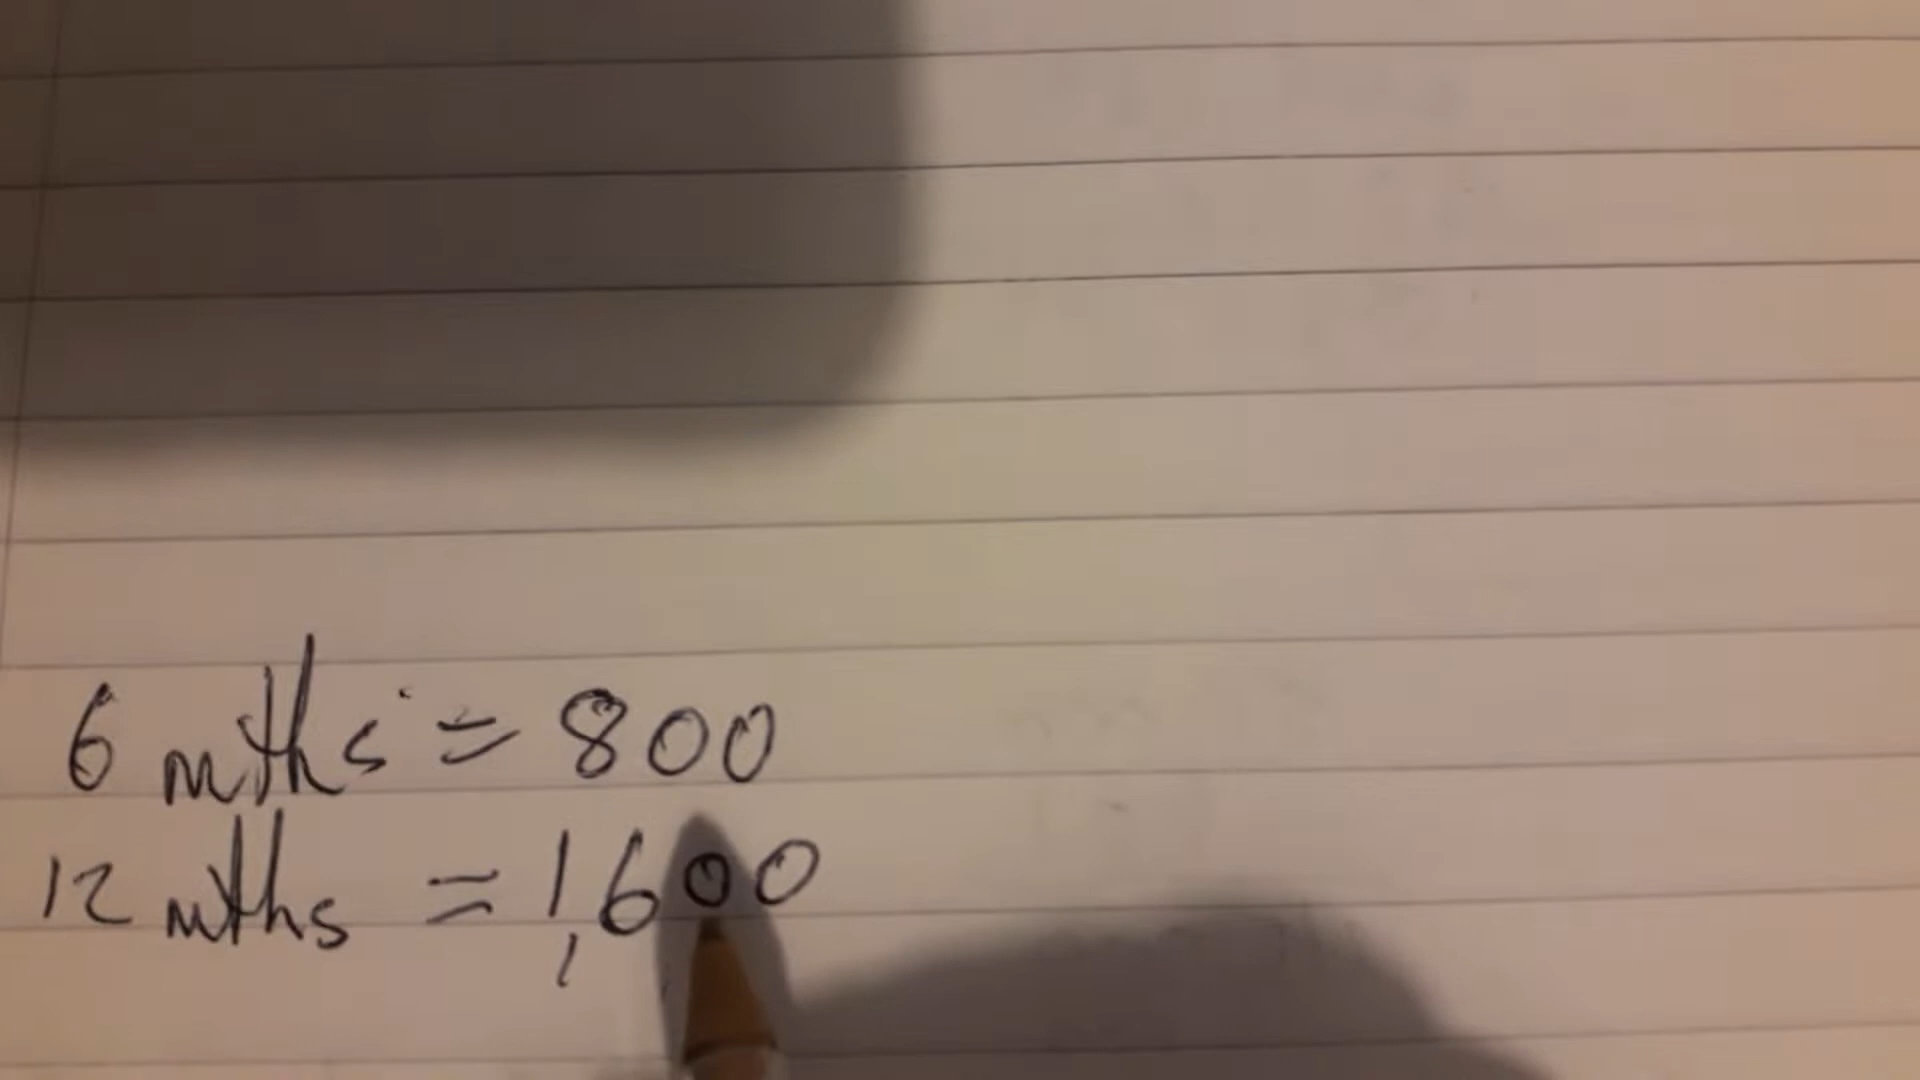 6 mths = 800
12 mths = 1,600